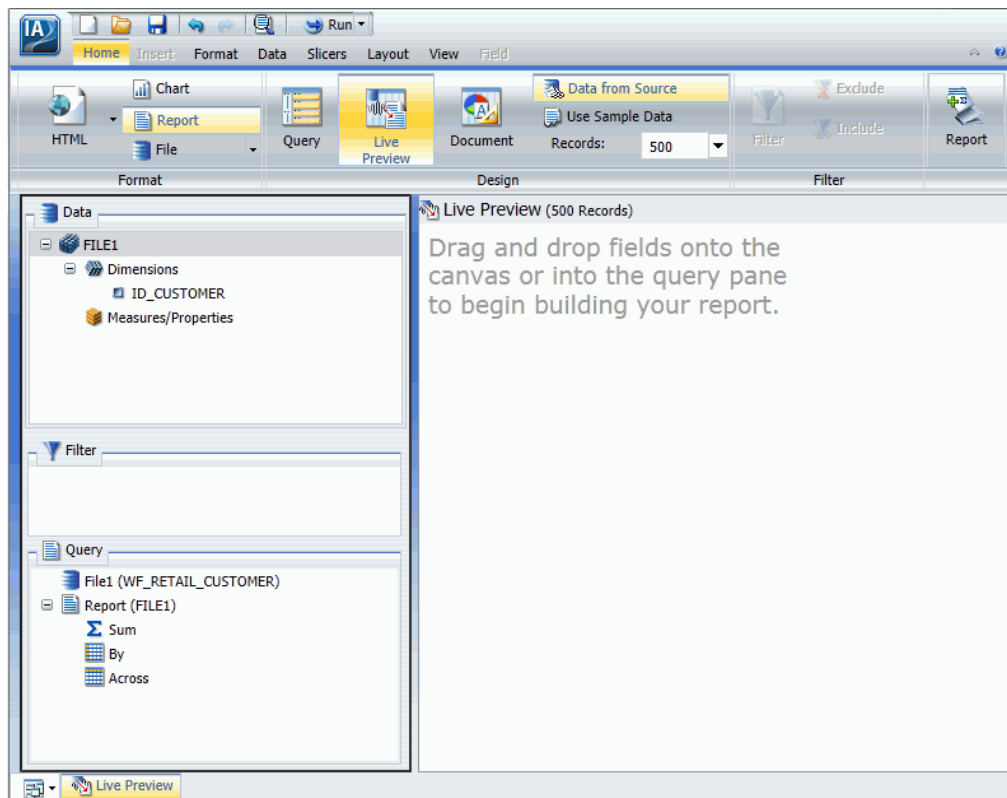 IA
Run
Home Insert Format Data Slicers Layout View Field
HTML
Chart
Report
File
Format
Query
Live
Preview
Document
Data from Source
Use Sample Data
Records: 500
Design
Filter
Exclude
Include
Filter
Report
Data
FILE1
Dimensions
ID_CUSTOMER
Measures/Properties
Filter
Query
File1 (WF_RETAIL_CUSTOMER)
Report (FILE1)
Sum
By
Across
Live Preview (500 Records)
Drag and drop fields onto the
canvas or into the query pane
to begin building your report.
Live Preview